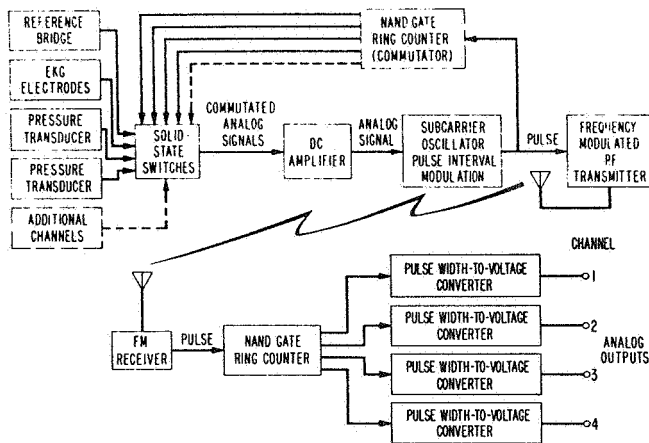 REFERENCE
BRIDGE
EKG
ELECTRODES
PRESSURE
TRANSDUCER
PRESSURE
TRANSDUCER
ADDITIONAL
CHANNELS
SOLID-
STATE
SWITCHES
COMMUTATED
ANALOG
SIGNALS
NAND GATE
RING COUNTER
(COMMUTATOR)
DC
AMPLIFIER
ANALOG
SIGNAL
SUBCARRIER
OSCILLATOR
PULSE INTERVAL
MODULATION
PULSE
FREQUENCY
MODULATED
RF
TRANSMITTER
FM
RECEIVER
PULSE
NAND GATE
RING COUNTER
CHANNEL
PULSE WIDTH-TO-VOLTAGE
CONVERTER
1
PULSE WIDTH-TO-VOLTAGE
CONVERTER
2
ANALOG
OUTPUTS
PULSE WIDTH-TO-VOLTAGE
CONVERTER
3
PULSE WIDTH-TO-VOLTAGE
CONVERTER
4